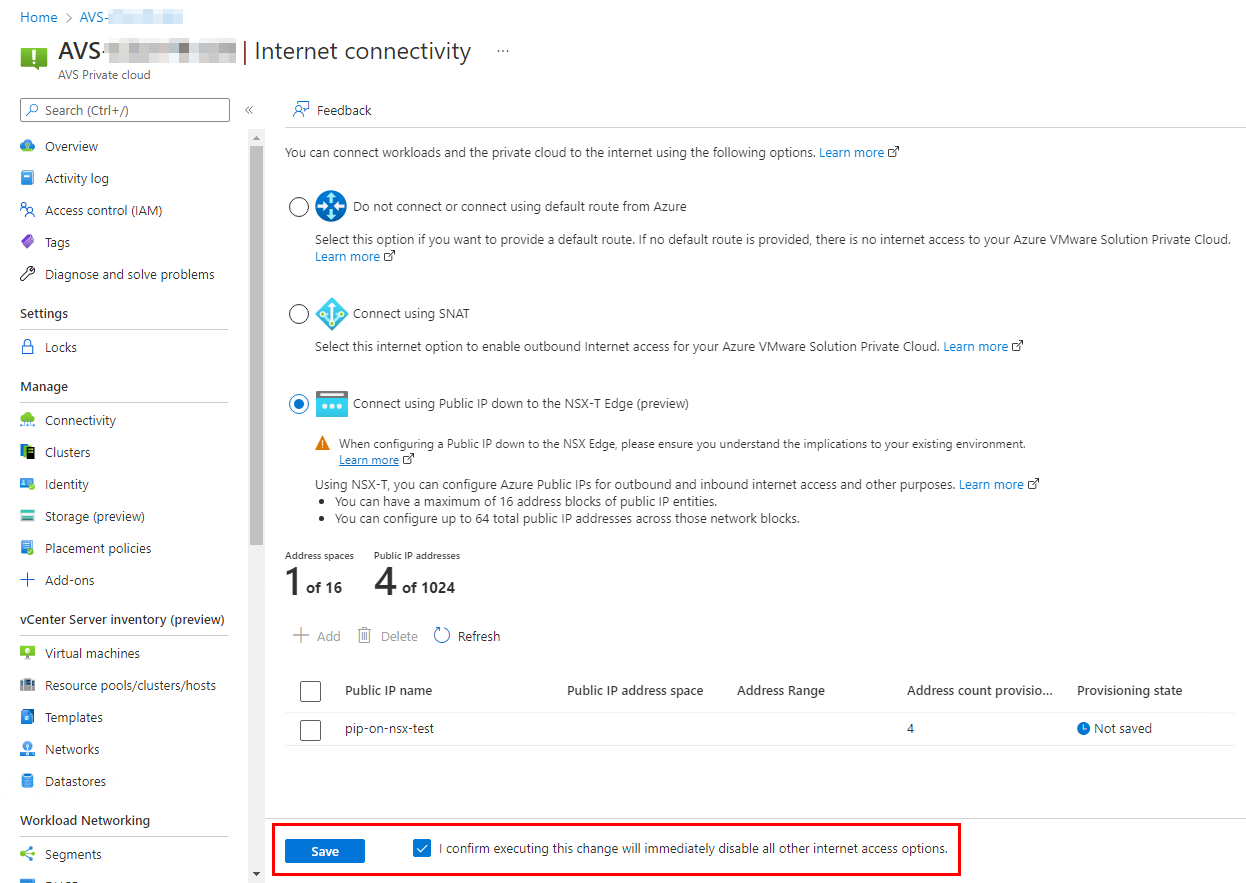 Home > AVS-
AVS- | Internet connectivity ...
AVS Private cloud
Search (Ctrl+/)
«
Overview
Activity log
Access control (IAM)
Tags
Diagnose and solve problems
Settings
Locks
Manage
Connectivity
Clusters
Identity
Storage (preview)
Placement policies
Add-ons
vCenter Server inventory (preview)
Virtual machines
Resource pools/clusters/hosts
Templates
Networks
Datastores
Workload Networking
Segments
Feedback
You can connect workloads and the private cloud to the internet using the following options. Learn more
Do not connect or connect using default route from Azure
Select this option if you want to provide a default route. If no default route is provided, there is no internet access to your Azure VMware Solution Private Cloud.
Learn more
Connect using SNAT
Select this internet option to enable outbound Internet access for your Azure VMware Solution Private Cloud. Learn more
Connect using Public IP down to the NSX-T Edge (preview)
When configuring a Public IP down to the NSX Edge, please ensure you understand the implications to your existing environment.
Learn more
Using NSX-T, you can configure Azure Public IPs for outbound and inbound internet access and other purposes. Learn more
• You can have a maximum of 16 address blocks of public IP entities.
• You can configure up to 64 total public IP addresses across those network blocks.
Address spaces Public IP addresses
1 of 16 4 of 1024
Add Delete Refresh
Public IP name Public IP address space Address Range Address count provisio... Provisioning state
pip-on-nsx-test 4 Not saved
Save I confirm executing this change will immediately disable all other internet access options.